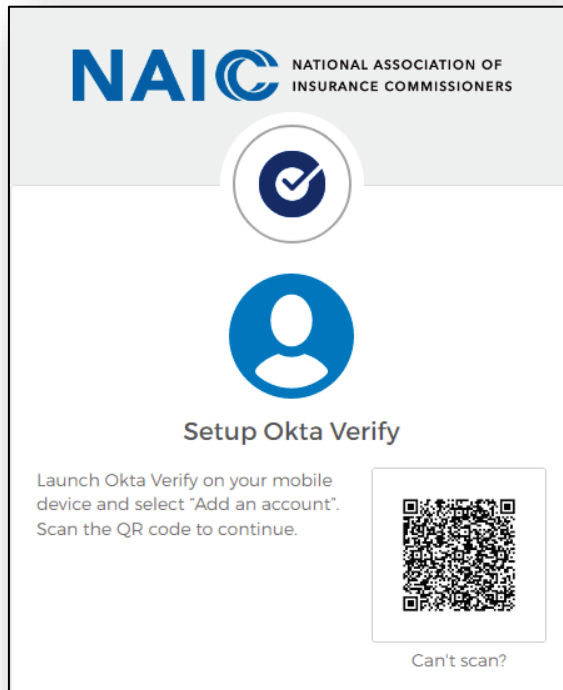 NAIC NATIONAL ASSOCIATION OF
INSURANCE COMMISSIONERS
Setup Okta Verify
Launch Okta Verify on your mobile
device and select "Add an account".
Scan the QR code to continue.
Can't scan?